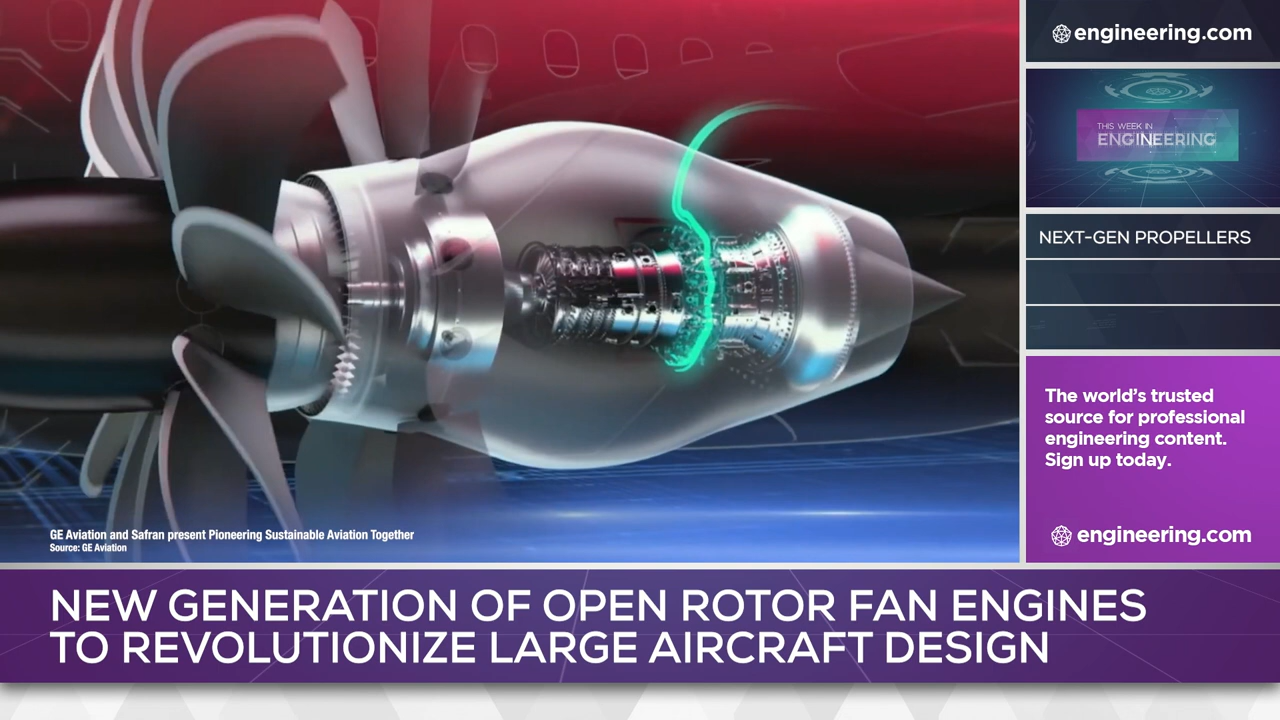 engineering.com
THIS WEEK IN
ENGINEERING
NEXT-GEN PROPELLERS
The world's trusted
source for professional
engineering content.
Sign up today.
engineering.com
GE Aviation and Safran present Pioneering Sustainable Aviation Together
Source: GE Aviation
NEW GENERATION OF OPEN ROTOR FAN ENGINES
TO REVOLUTIONIZE LARGE AIRCRAFT DESIGN